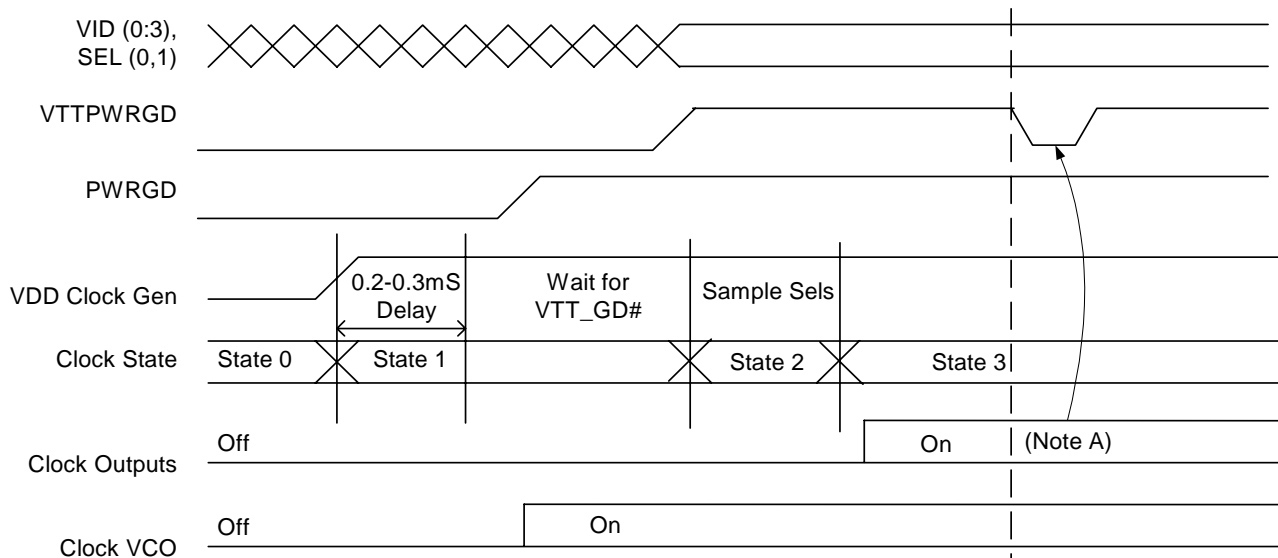 VID (0:3),
SEL (0,1)
VTTPWRGD
PWRGD
VDD Clock Gen
0.2-0.3mS
Delay
Wait for
VTT_GD#
Sample Sels
Clock State
State 0
State 1
State 2
State 3
Clock Outputs
Off
On
(Note A)
Clock VCO
Off
On